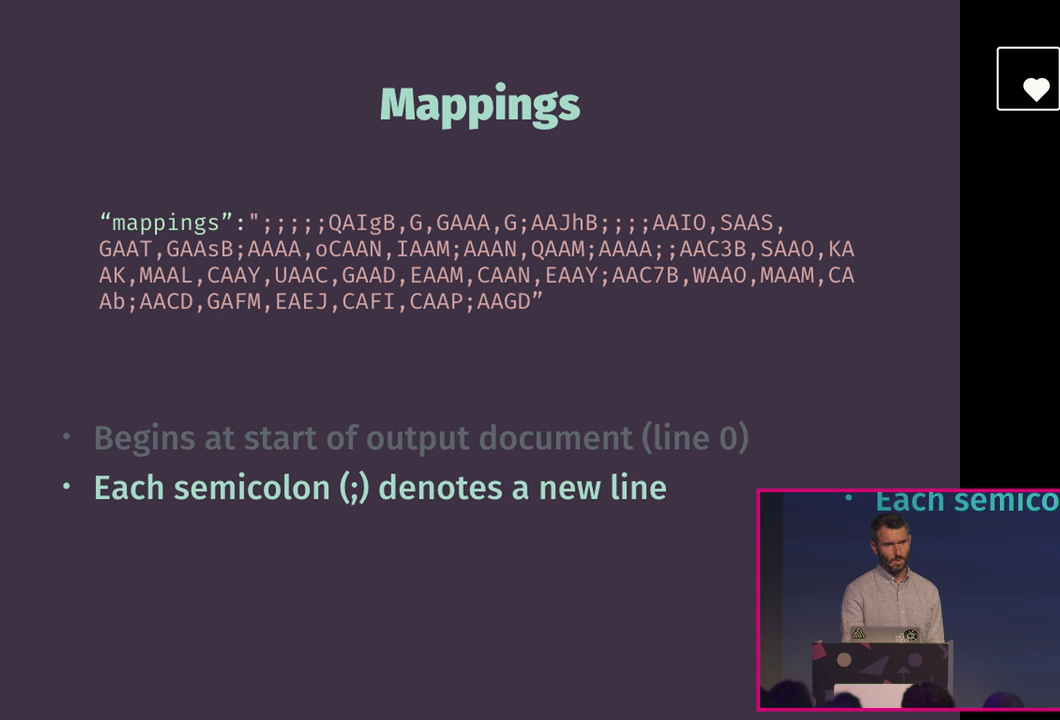 Mappings
“mappings”:";;;;;QAIgB,G,GAAA,G;AAJhB;;;;AAIO,SAAS,
GAAT,GAAsB;AAAA,oCAAN,IAAM;AAAN,QAAM;AAAA;;AAC3B,SAAO,KA
AK,MAAL,CAAY,UAAC,GAAD,EAAM,CAAN,EAAY;AAC7B,WAAO,MAAM,CA
Ab;AACD,GAFM,EAEJ,CAFI,CAAP;AAGD”
• Begins at start of output document (line 0)
• Each semicolon (;) denotes a new line
• Each semico